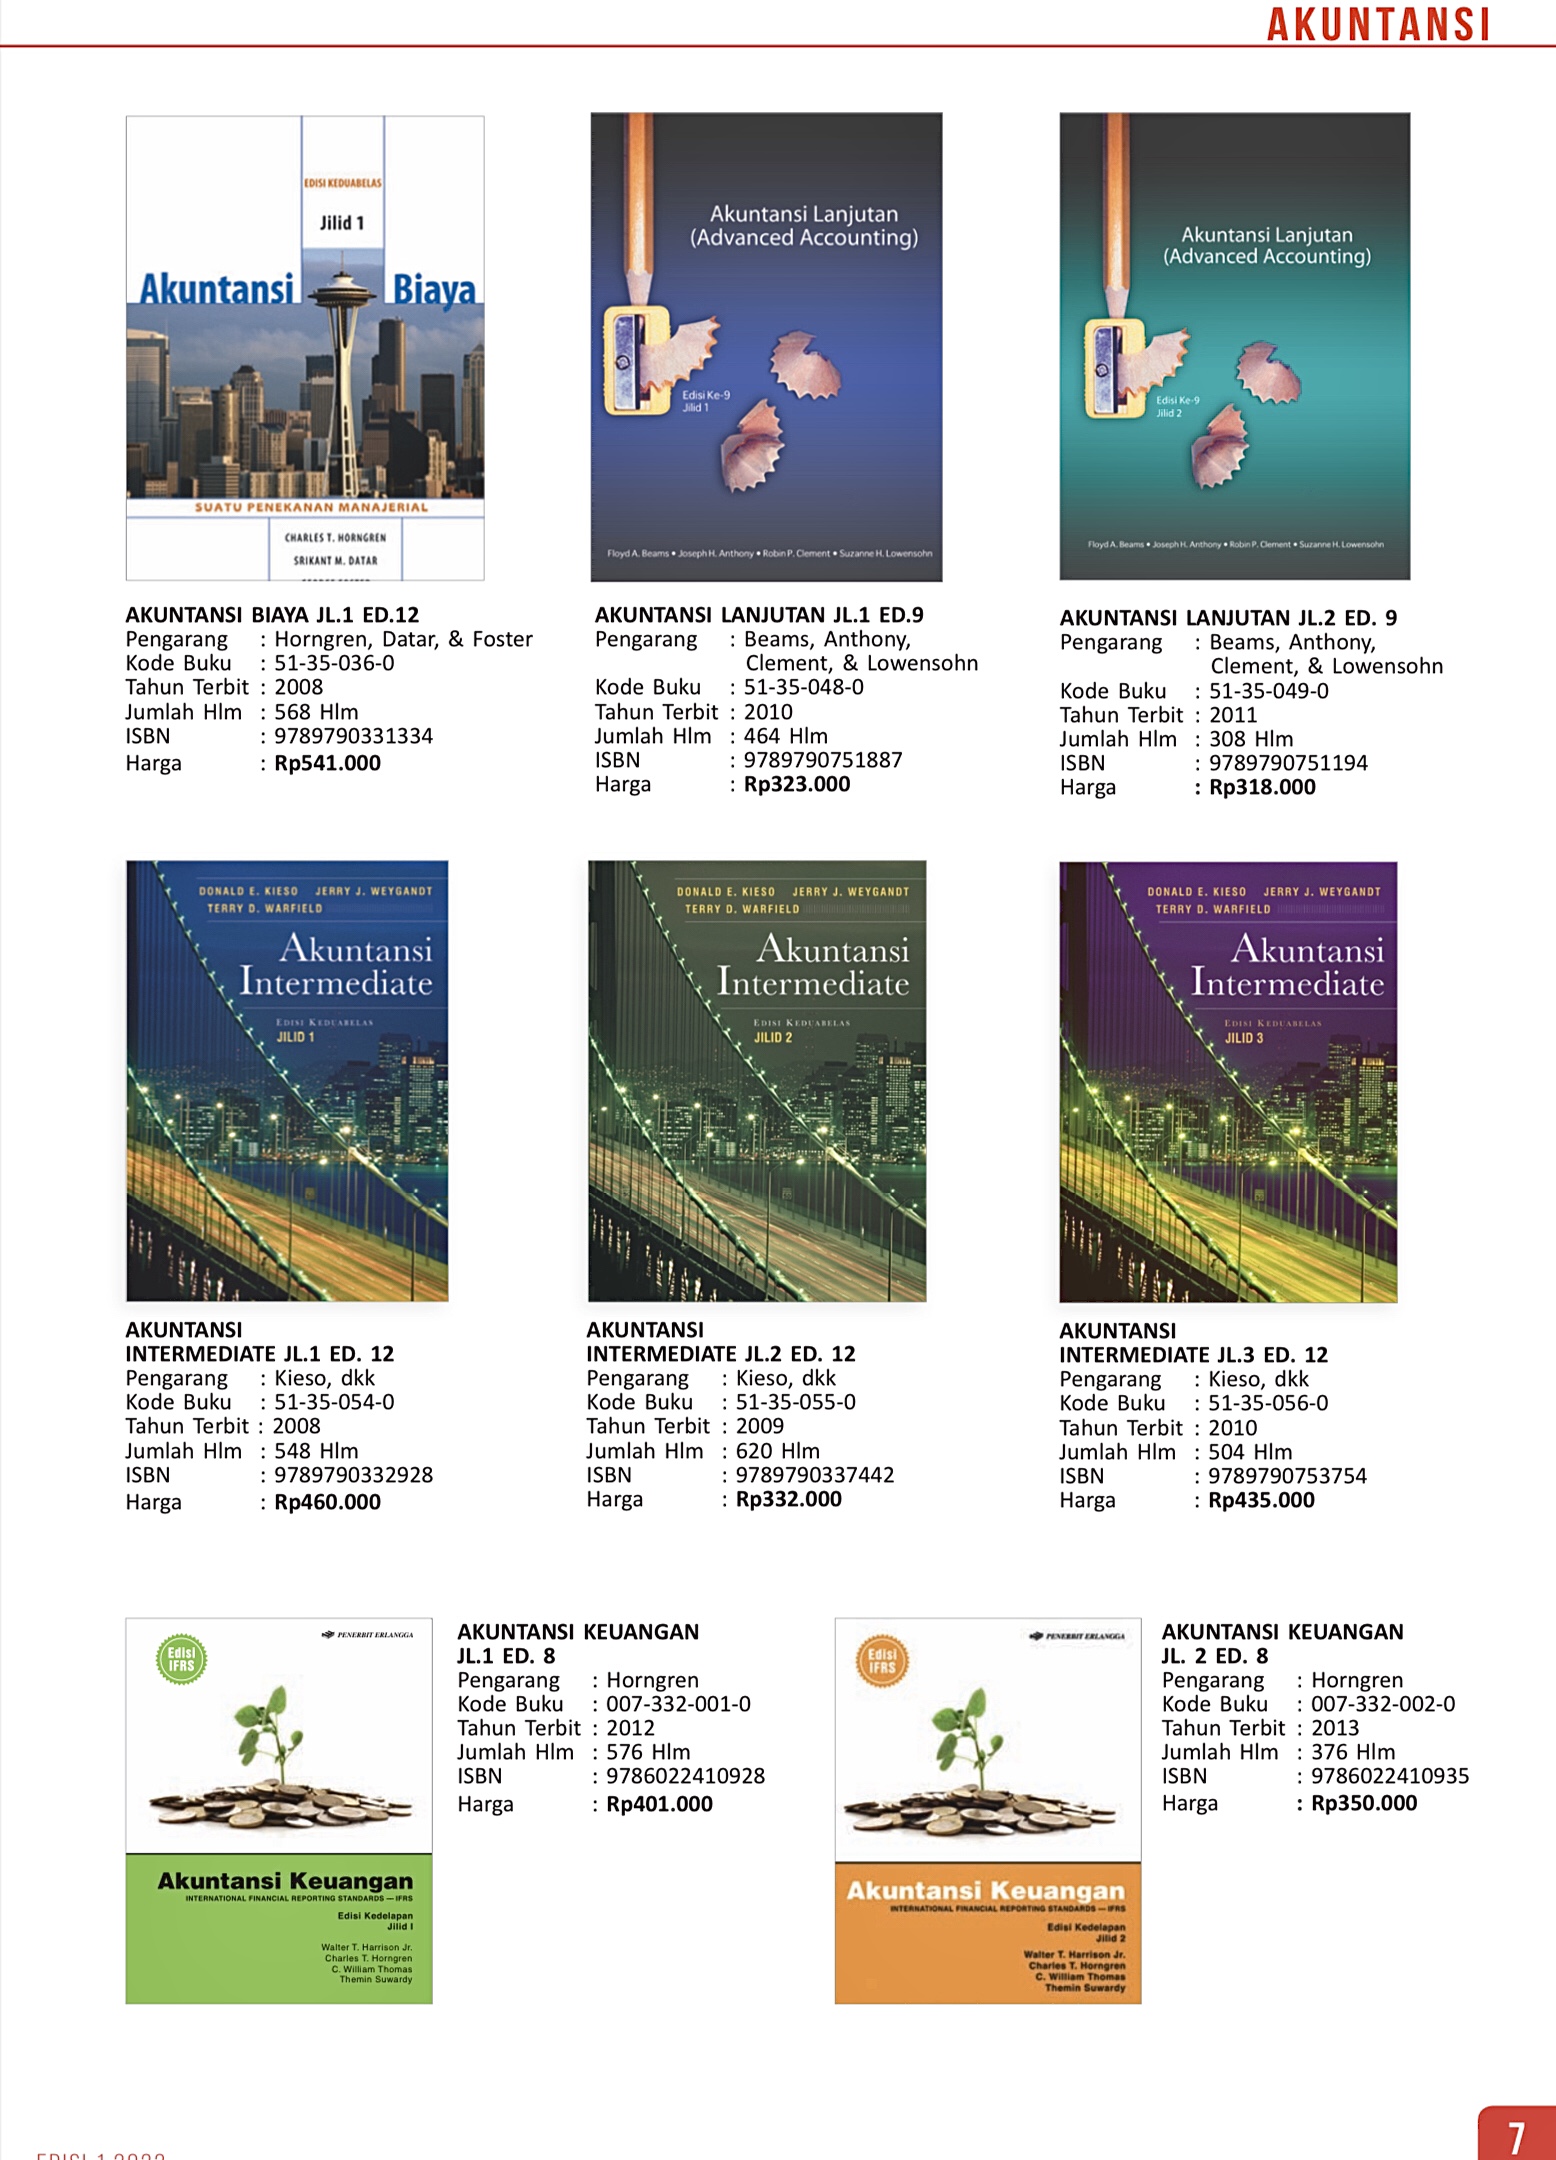 AKUNTANSI
EDISI KEDUABELAS
Jilid 1
Akuntansi Biaya
SUATU PENEKANAN MANAJERIAL
CHARLES T. HORNGREN
SRIKANT M. DATAR
AKUNTANSI BIAYA JL.1 ED.12
Pengarang : Horngren, Datar, & Foster
Kode Buku : 51-35-036-0
Tahun Terbit : 2008
Jumlah Hlm : 568 Hlm
ISBN : 9789790331334
Harga : Rp541.000
Akuntansi Lanjutan
(Advanced Accounting)
Edisi Ke-9
Jilid 1
Floyd A. Beams • Joseph H. Anthony • Robin P. Clement • Suzanne H. Lowensohn
AKUNTANSI LANJUTAN JL.1 ED.9
Pengarang : Beams, Anthony,
Clement, & Lowensohn
Kode Buku : 51-35-048-0
Tahun Terbit : 2010
Jumlah Hlm : 464 Hlm
ISBN : 9789790751887
Harga : Rp323.000
Akuntansi Lanjutan
(Advanced Accounting)
Edisi Ke-9
Jilid 2
Floyd A. Beams • Joseph H. Anthony • Robin P. Clement • Suzanne H. Lowensohn
AKUNTANSI LANJUTAN JL.2 ED. 9
Pengarang : Beams, Anthony,
Clement, & Lowensohn
Kode Buku : 51-35-049-0
Tahun Terbit : 2011
Jumlah Hlm : 308 Hlm
ISBN : 9789790751194
Harga : Rp318.000
DONALD E. KIESO JERRY J. WEYGANDT
TERRY D. WARFIELD
Akuntansi
Intermediate
EDISI KEDUABELAS
JILID 1
AKUNTANSI
INTERMEDIATE JL.1 ED. 12
Pengarang : Kieso, dkk
Kode Buku : 51-35-054-0
Tahun Terbit : 2008
Jumlah Hlm : 548 Hlm
ISBN : 9789790332928
Harga : Rp460.000
DONALD E. KIESO JERRY J. WEYGANDT
TERRY D. WARFIELD
Akuntansi
Intermediate
EDISI KEDUABELAS
JILID 2
AKUNTANSI
INTERMEDIATE JL.2 ED. 12
Pengarang : Kieso, dkk
Kode Buku : 51-35-055-0
Tahun Terbit : 2009
Jumlah Hlm : 620 Hlm
ISBN : 9789790337442
Harga : Rp332.000
DONALD E. KIESO JERRY J. WEYGANDT
TERRY D. WARFIELD
Akuntansi
Intermediate
EDISI KEDUABELAS
JILID 3
AKUNTANSI
INTERMEDIATE JL.3 ED. 12
Pengarang : Kieso, dkk
Kode Buku : 51-35-056-0
Tahun Terbit : 2010
Jumlah Hlm : 504 Hlm
ISBN : 9789790753754
Harga : Rp435.000
Edisi
IFRS
PENERBIT ERLANGGA
Akuntansi Keuangan
INTERNATIONAL FINANCIAL REPORTING STANDARDS — IFRS
Edisi Kedelapan
Jilid I
Walter T. Harrison Jr.
Charles T. Horngren
C. William Thomas
Themin Suwardy
AKUNTANSI KEUANGAN
JL.1 ED. 8
Pengarang : Horngren
Kode Buku : 007-332-001-0
Tahun Terbit : 2012
Jumlah Hlm : 576 Hlm
ISBN : 9786022410928
Harga : Rp401.000
Edisi
IFRS
PENERBIT ERLANGGA
Akuntansi Keuangan
INTERNATIONAL FINANCIAL REPORTING STANDARDS — IFRS
Edisi Kedelapan
Jilid 2
Walter T. Harrison Jr.
Charles T. Horngren
C. William Thomas
Themin Suwardy
AKUNTANSI KEUANGAN
JL. 2 ED. 8
Pengarang : Horngren
Kode Buku : 007-332-002-0
Tahun Terbit : 2013
Jumlah Hlm : 376 Hlm
ISBN : 9786022410935
Harga : Rp350.000
7